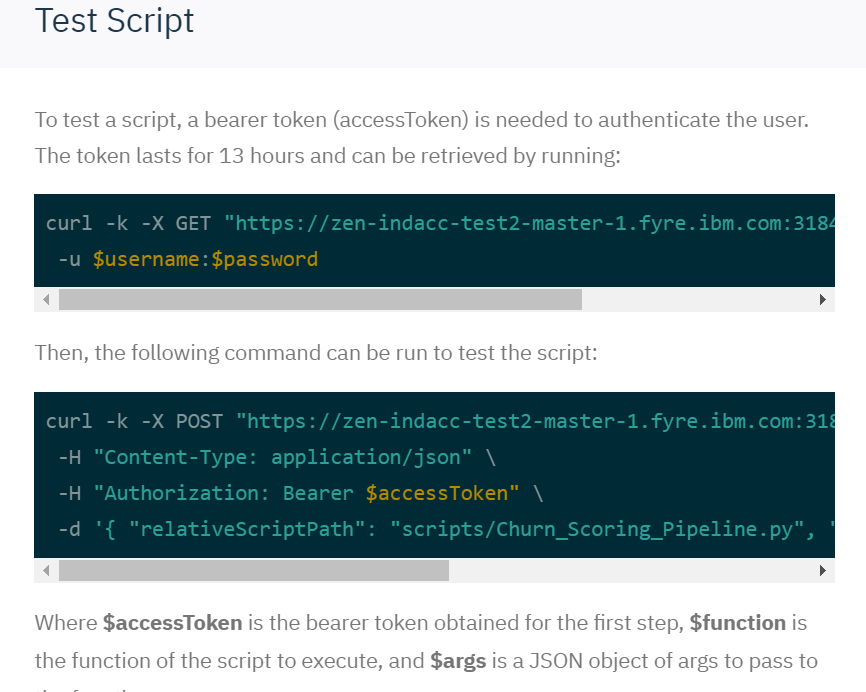 Test Script
To test a script, a bearer token (accessToken) is needed to authenticate the user.
The token lasts for 13 hours and can be retrieved by running:
curl -k -X GET "https://zen-indacc-test2-master-1.fyre.ibm.com:3184
-u $username:$password
Then, the following command can be run to test the script:
curl -k -X POST "https://zen-indacc-test2-master-1.fyre.ibm.com:318
-H "Content-Type: application/json" \
-H "Authorization: Bearer $accessToken" \
-d '{ "relativeScriptPath": "scripts/Churn_Scoring_Pipeline.py", "
Where $accessToken is the bearer token obtained for the first step, $function is
the function of the script to execute, and $args is a JSON object of args to pass to